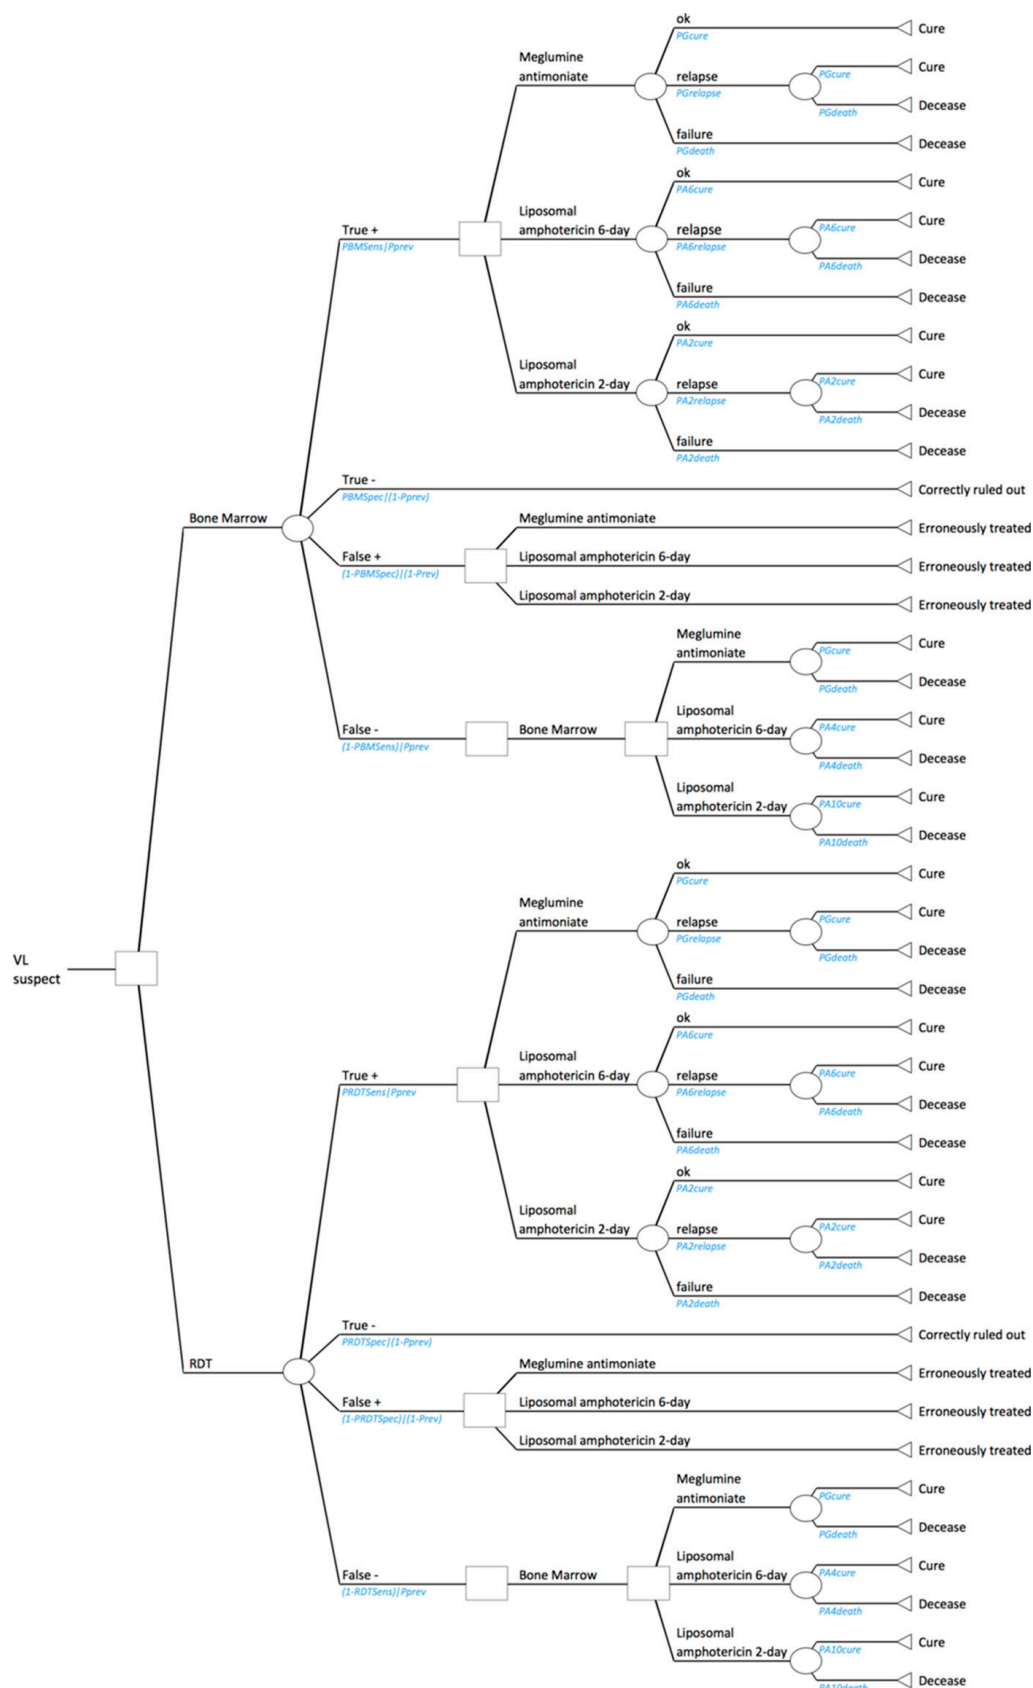 ok
PGcure
Cure
Meglumine
antimoniate
relapse
PGrelapse
PGcure
Cure
PGdeath
Decease
failure
PGdeath
Decease
ok
PA6cure
Cure
Liposomal
amphotericin 6-day
relapse
PA6relapse
PA6cure
Cure
PA6death
Decease
True +
PBMSens|Pprev
failure
PA6death
Decease
ok
PA2cure
Cure
Liposomal
amphotericin 2-day
relapse
PA2relapse
PA2cure
Cure
PA2death
Decease
failure
PA2death
Decease
True -
PBMSpec|(1-Pprev)
Correctly ruled out
Bone Marrow
Meglumine antimoniate
Erroneously treated
False +
(1-PBMSpec)|(1-Prev)
Liposomal amphotericin 6-day
Erroneously treated
Liposomal amphotericin 2-day
Erroneously treated
Meglumine
antimoniate
PGcure
Cure
PGdeath
Decease
False -
(1-PBMSens)|Pprev
Bone Marrow
Liposomal
amphotericin 6-day
PA4cure
Cure
PA4death
Decease
Liposomal
amphotericin 2-day
PA10cure
Cure
PA10death
Decease
VL
suspect
ok
PGcure
Cure
Meglumine
antimoniate
relapse
PGrelapse
PGcure
Cure
PGdeath
Decease
failure
PGdeath
Decease
ok
PA6cure
Cure
True +
PRDTSens|Pprev
Liposomal
amphotericin 6-day
relapse
PA6relapse
PA6cure
Cure
PA6death
Decease
failure
PA6death
Decease
ok
PA2cure
Cure
Liposomal
amphotericin 2-day
relapse
PA2relapse
PA2cure
Cure
PA2death
Decease
failure
PA2death
Decease
True -
PRDTSpec|(1-Pprev)
Correctly ruled out
RDT
Meglumine antimoniate
Erroneously treated
False +
(1-PRDTSpec)|(1-Prev)
Liposomal amphotericin 6-day
Erroneously treated
Liposomal amphotericin 2-day
Erroneously treated
Meglumine
antimoniate
PGcure
Cure
PGdeath
Decease
False -
(1-RDTSens)|Pprev
Bone Marrow
Liposomal
amphotericin 6-day
PA4cure
Cure
PA4death
Decease
Liposomal
amphotericin 2-day
PA10cure
Cure
PA10death
Decease